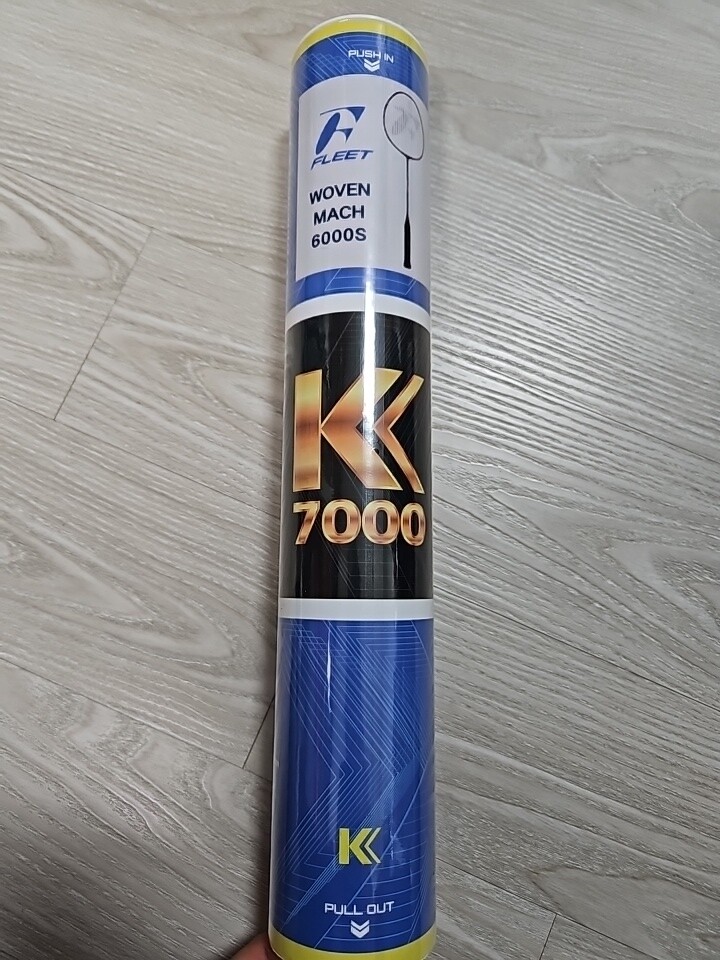 PUSH IN
FLEET
WOVEN
MACH
6000S
K
7000
K
PULL OUT